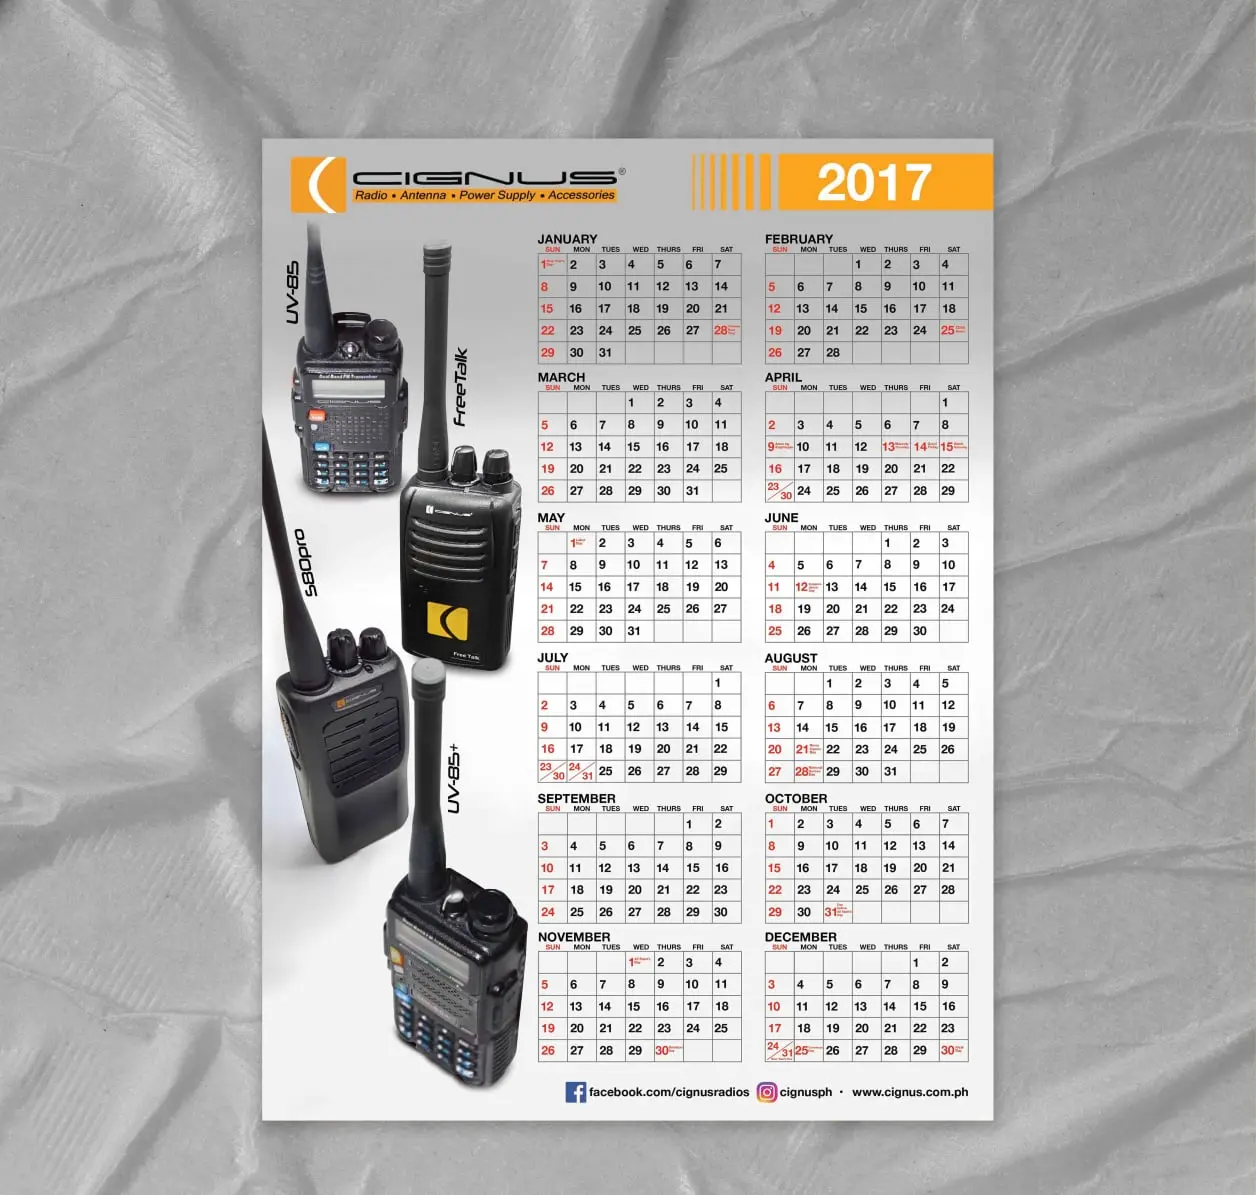 CIGNUS®
Radio • Antenna • Power Supply • Accessories
2017
UV-85
FreeTalk
S80pro
UV-85+
Dual Band FM Transceiver
CIGNUS
CIGNUS
Free Talk
CIGNUS
JANUARY
SUN MON TUES WED THURS FRI SAT
1 2 3 4 5 6 7
8 9 10 11 12 13 14
15 16 17 18 19 20 21
22 23 24 25 26 27 28
29 30 31
FEBRUARY
SUN MON TUES WED THURS FRI SAT
1 2 3 4
5 6 7 8 9 10 11
12 13 14 15 16 17 18
19 20 21 22 23 24 25
26 27 28
MARCH
SUN MON TUES WED THURS FRI SAT
1 2 3 4
5 6 7 8 9 10 11
12 13 14 15 16 17 18
19 20 21 22 23 24 25
26 27 28 29 30 31
APRIL
SUN MON TUES WED THURS FRI SAT
1
2 3 4 5 6 7 8
9 10 11 12 13 14 15
16 17 18 19 20 21 22
23/30 24 25 26 27 28 29
MAY
SUN MON TUES WED THURS FRI SAT
1 2 3 4 5 6
7 8 9 10 11 12 13
14 15 16 17 18 19 20
21 22 23 24 25 26 27
28 29 30 31
JUNE
SUN MON TUES WED THURS FRI SAT
1 2 3
4 5 6 7 8 9 10
11 12 13 14 15 16 17
18 19 20 21 22 23 24
25 26 27 28 29 30
JULY
SUN MON TUES WED THURS FRI SAT
1
2 3 4 5 6 7 8
9 10 11 12 13 14 15
16 17 18 19 20 21 22
23/30 24/31 25 26 27 28 29
AUGUST
SUN MON TUES WED THURS FRI SAT
1 2 3 4 5
6 7 8 9 10 11 12
13 14 15 16 17 18 19
20 21 22 23 24 25 26
27 28 29 30 31
SEPTEMBER
SUN MON TUES WED THURS FRI SAT
1 2
3 4 5 6 7 8 9
10 11 12 13 14 15 16
17 18 19 20 21 22 23
24 25 26 27 28 29 30
OCTOBER
SUN MON TUES WED THURS FRI SAT
1 2 3 4 5 6 7
8 9 10 11 12 13 14
15 16 17 18 19 20 21
22 23 24 25 26 27 28
29 30 31
NOVEMBER
SUN MON TUES WED THURS FRI SAT
1 2 3 4
5 6 7 8 9 10 11
12 13 14 15 16 17 18
19 20 21 22 23 24 25
26 27 28 29 30
DECEMBER
SUN MON TUES WED THURS FRI SAT
1 2
3 4 5 6 7 8 9
10 11 12 13 14 15 16
17 18 19 20 21 22 23
24/31 25 26 27 28 29 30
facebook.com/cignusradios cignusph • www.cignus.com.ph